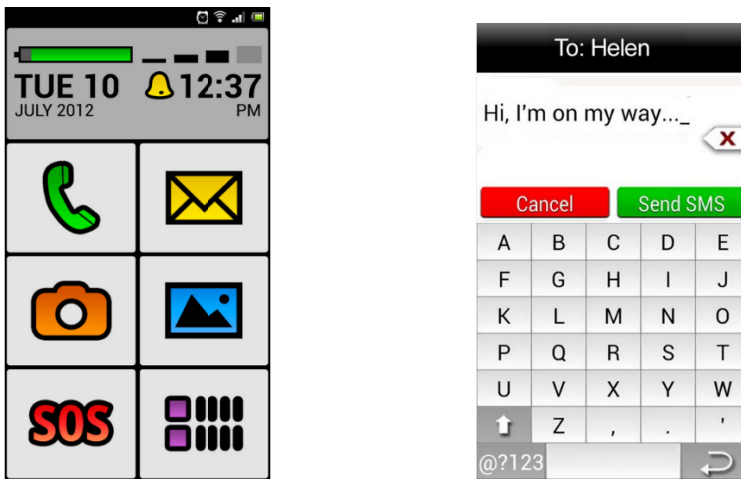 TUE 10
12:37
JULY 2012
PM
SOS
To: Helen
Hi, I'm on my way..._
X
Cancel
Send SMS
A B C D E
F G H I J
K L M N O
P Q R S T
U V X Y W
Z , . '
@?123